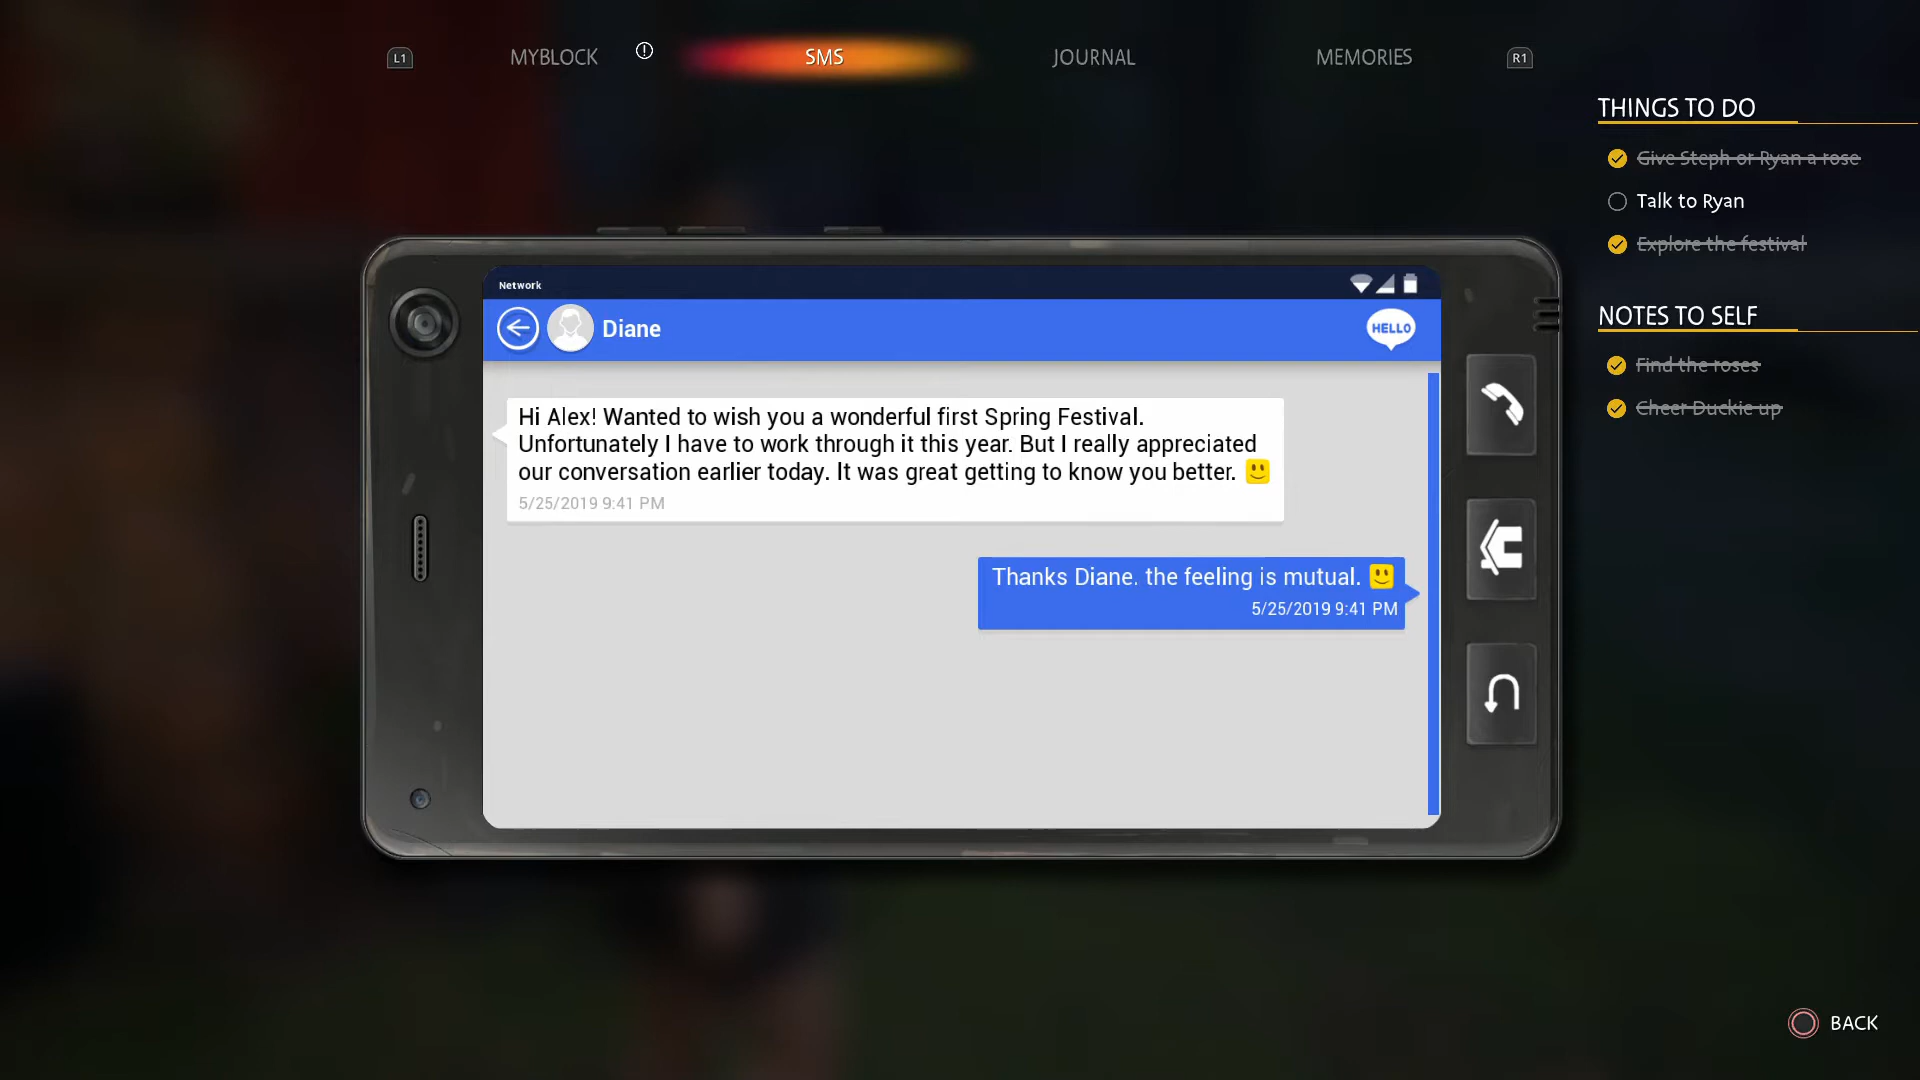 L1
MYBLOCK
SMS
JOURNAL
MEMORIES
R1
THINGS TO DO
Give Steph or Ryan a rose
Talk to Ryan
Explore the festival
NOTES TO SELF
Find the roses
Cheer Duckie up
Network
Diane
HELLO
Hi Alex! Wanted to wish you a wonderful first Spring Festival.
Unfortunately I have to work through it this year. But I really appreciated
our conversation earlier today. It was great getting to know you better.
5/25/2019 9:41 PM
Thanks Diane. the feeling is mutual.
5/25/2019 9:41 PM
BACK